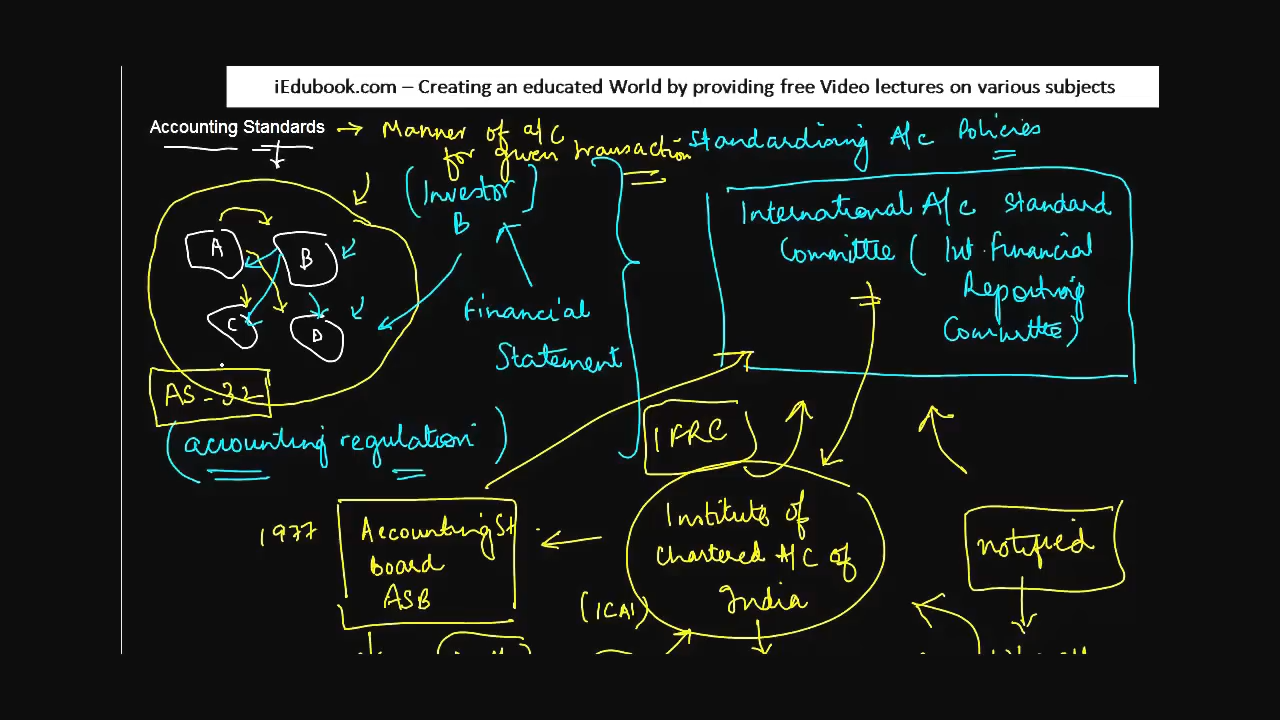 iEdubook.com – Creating an educated World by providing free Video lectures on various subjects
Accounting Standards → Manner of a/c
for given transaction
Standardising A/c Policies
(Investor)
B
A
B
C
D
Financial
Statement
AS-32
(accounting regulation)
International A/c Standard
Committee (Int. Financial
Reporting
Committee)
IFRC
1977
Accounting St
board
ASB
Institute of
Chartered A/C of
India
(ICAI)
notified